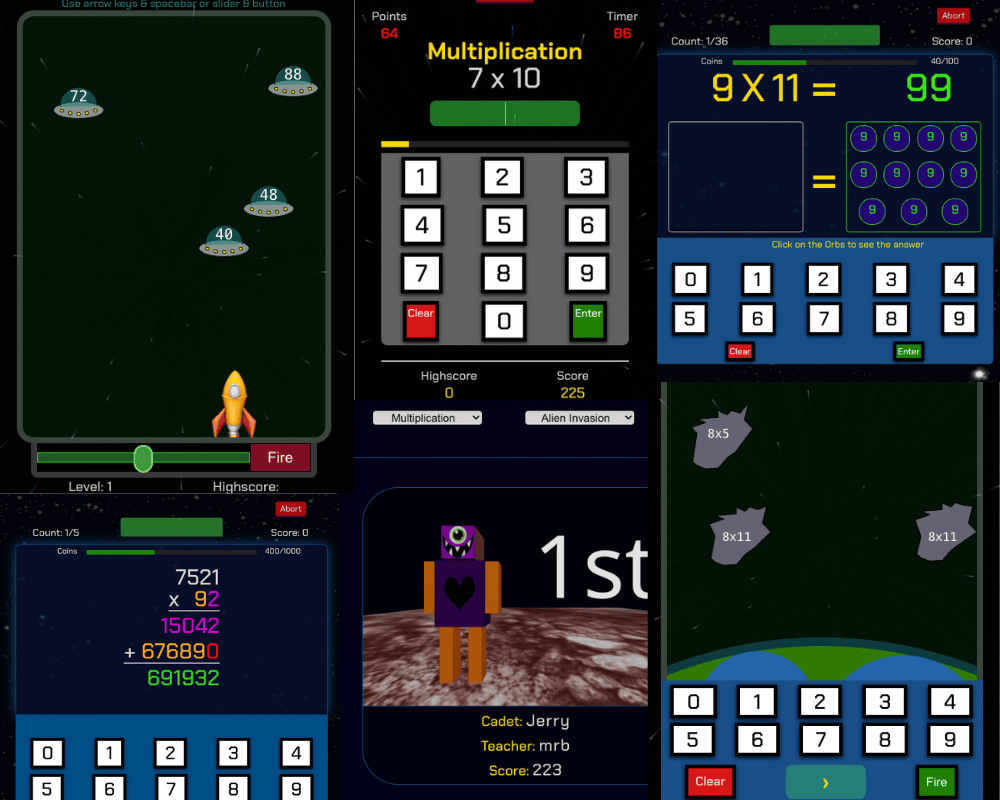 Use arrow keys & spacebar or slider & button
88
72
48
40
Fire
Level: 1 Highscore:
Points Timer
64 86
Multiplication
7 x 10
1 2 3
4 5 6
7 8 9
Clear 0 Enter
Highscore Score
0 225
Abort
Count: 1/36 Score: 0
Coins 40/100
9 X 11 = 99
9 9 9 9
=
9 9 9 9
9 9 9
Click on the Orbs to see the answer
0 1 2 3 4
5 6 7 8 9
Clear Enter
Abort
Count: 1/5 Score: 0
Coins 400/1000
7521
x 92
15042
+ 676890
691932
0 1 2 3 4
5 6 7 8 9
Multiplication Alien Invasion
1st
Cadet: Jerry
Teacher: mrb
Score: 223
8x5
8x11 8x11
0 1 2 3 4
5 6 7 8 9
Clear › Fire